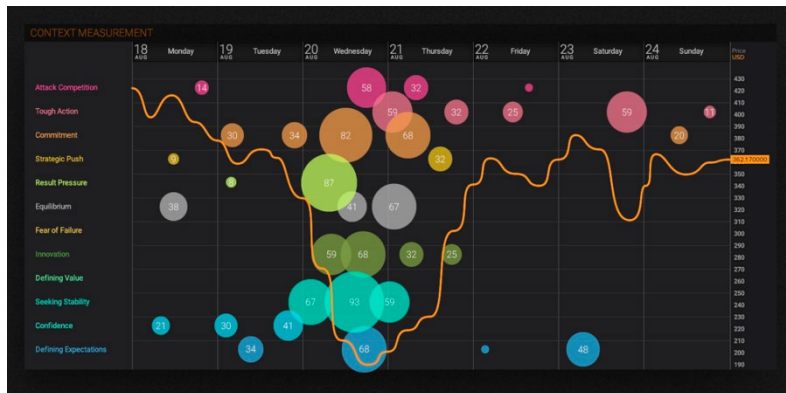 CONTEXT MEASUREMENT
18 AUG Monday 19 AUG Tuesday 20 AUG Wednesday 21 AUG Thursday 22 AUG Friday 23 AUG Saturday 24 AUG Sunday Price USD
430
Attack Competition 14 58 32 420
410
Tough Action 59 32 25 59 11 400
390
Commitment 30 34 82 68 20 380
370
Strategic Push 9 32 362.170000
350
Result Pressure 8 87 340
330
Equilibrium 38 41 67 320
310
Fear of Failure 300
290
Innovation 59 68 32 25 280
270
Defining Value 260
250
Seeking Stability 67 93 59 240
230
Confidence 21 30 41 220
210
Defining Expectations 34 68 48 200
190